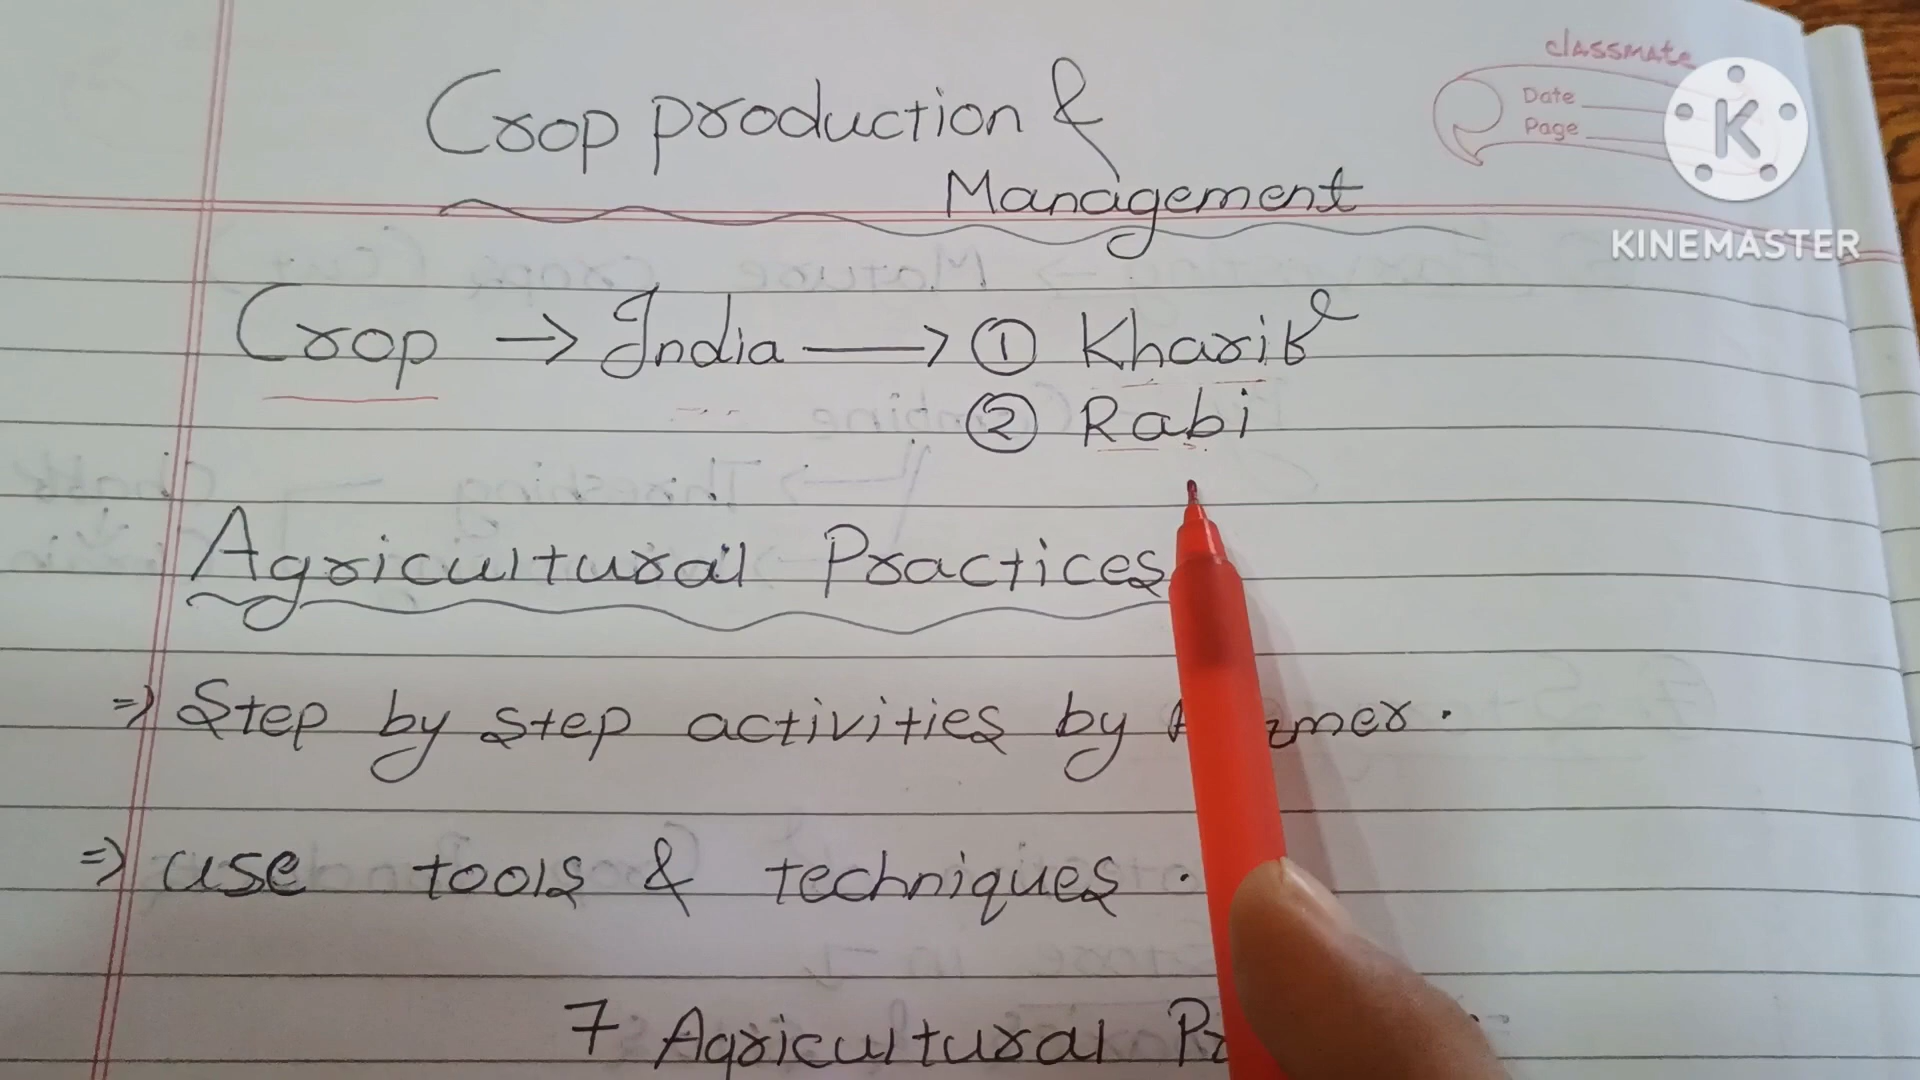 classmate
Date
Page
KINEMASTER
Crop production &
Management
Crop → India → ① Kharif
② Rabi
Agricultural Practices
⇒ Step by step activities by
⇒ use tools & techniques.
7 Agricultural